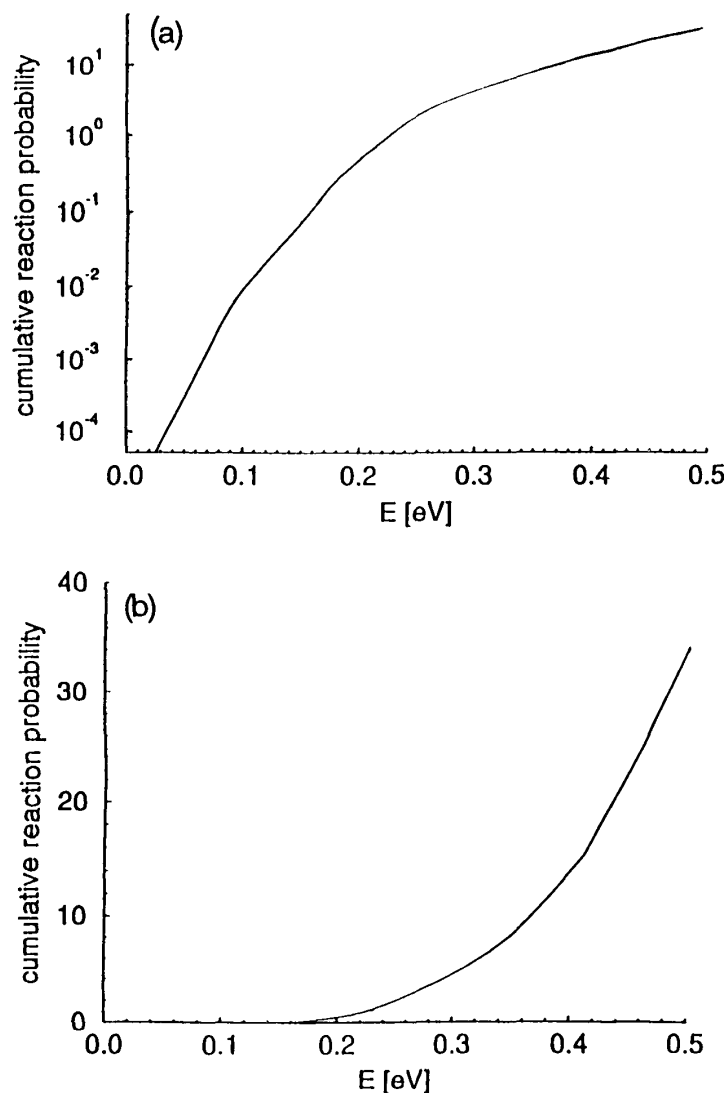 (a)
cumulative reaction probability
10¹
10⁰
10⁻¹
10⁻²
10⁻³
10⁻⁴
0.0 0.1 0.2 0.3 0.4 0.5
E [eV]
(b)
cumulative reaction probability
40
30
20
10
0
0.0 0.1 0.2 0.3 0.4 0.5
E [eV]